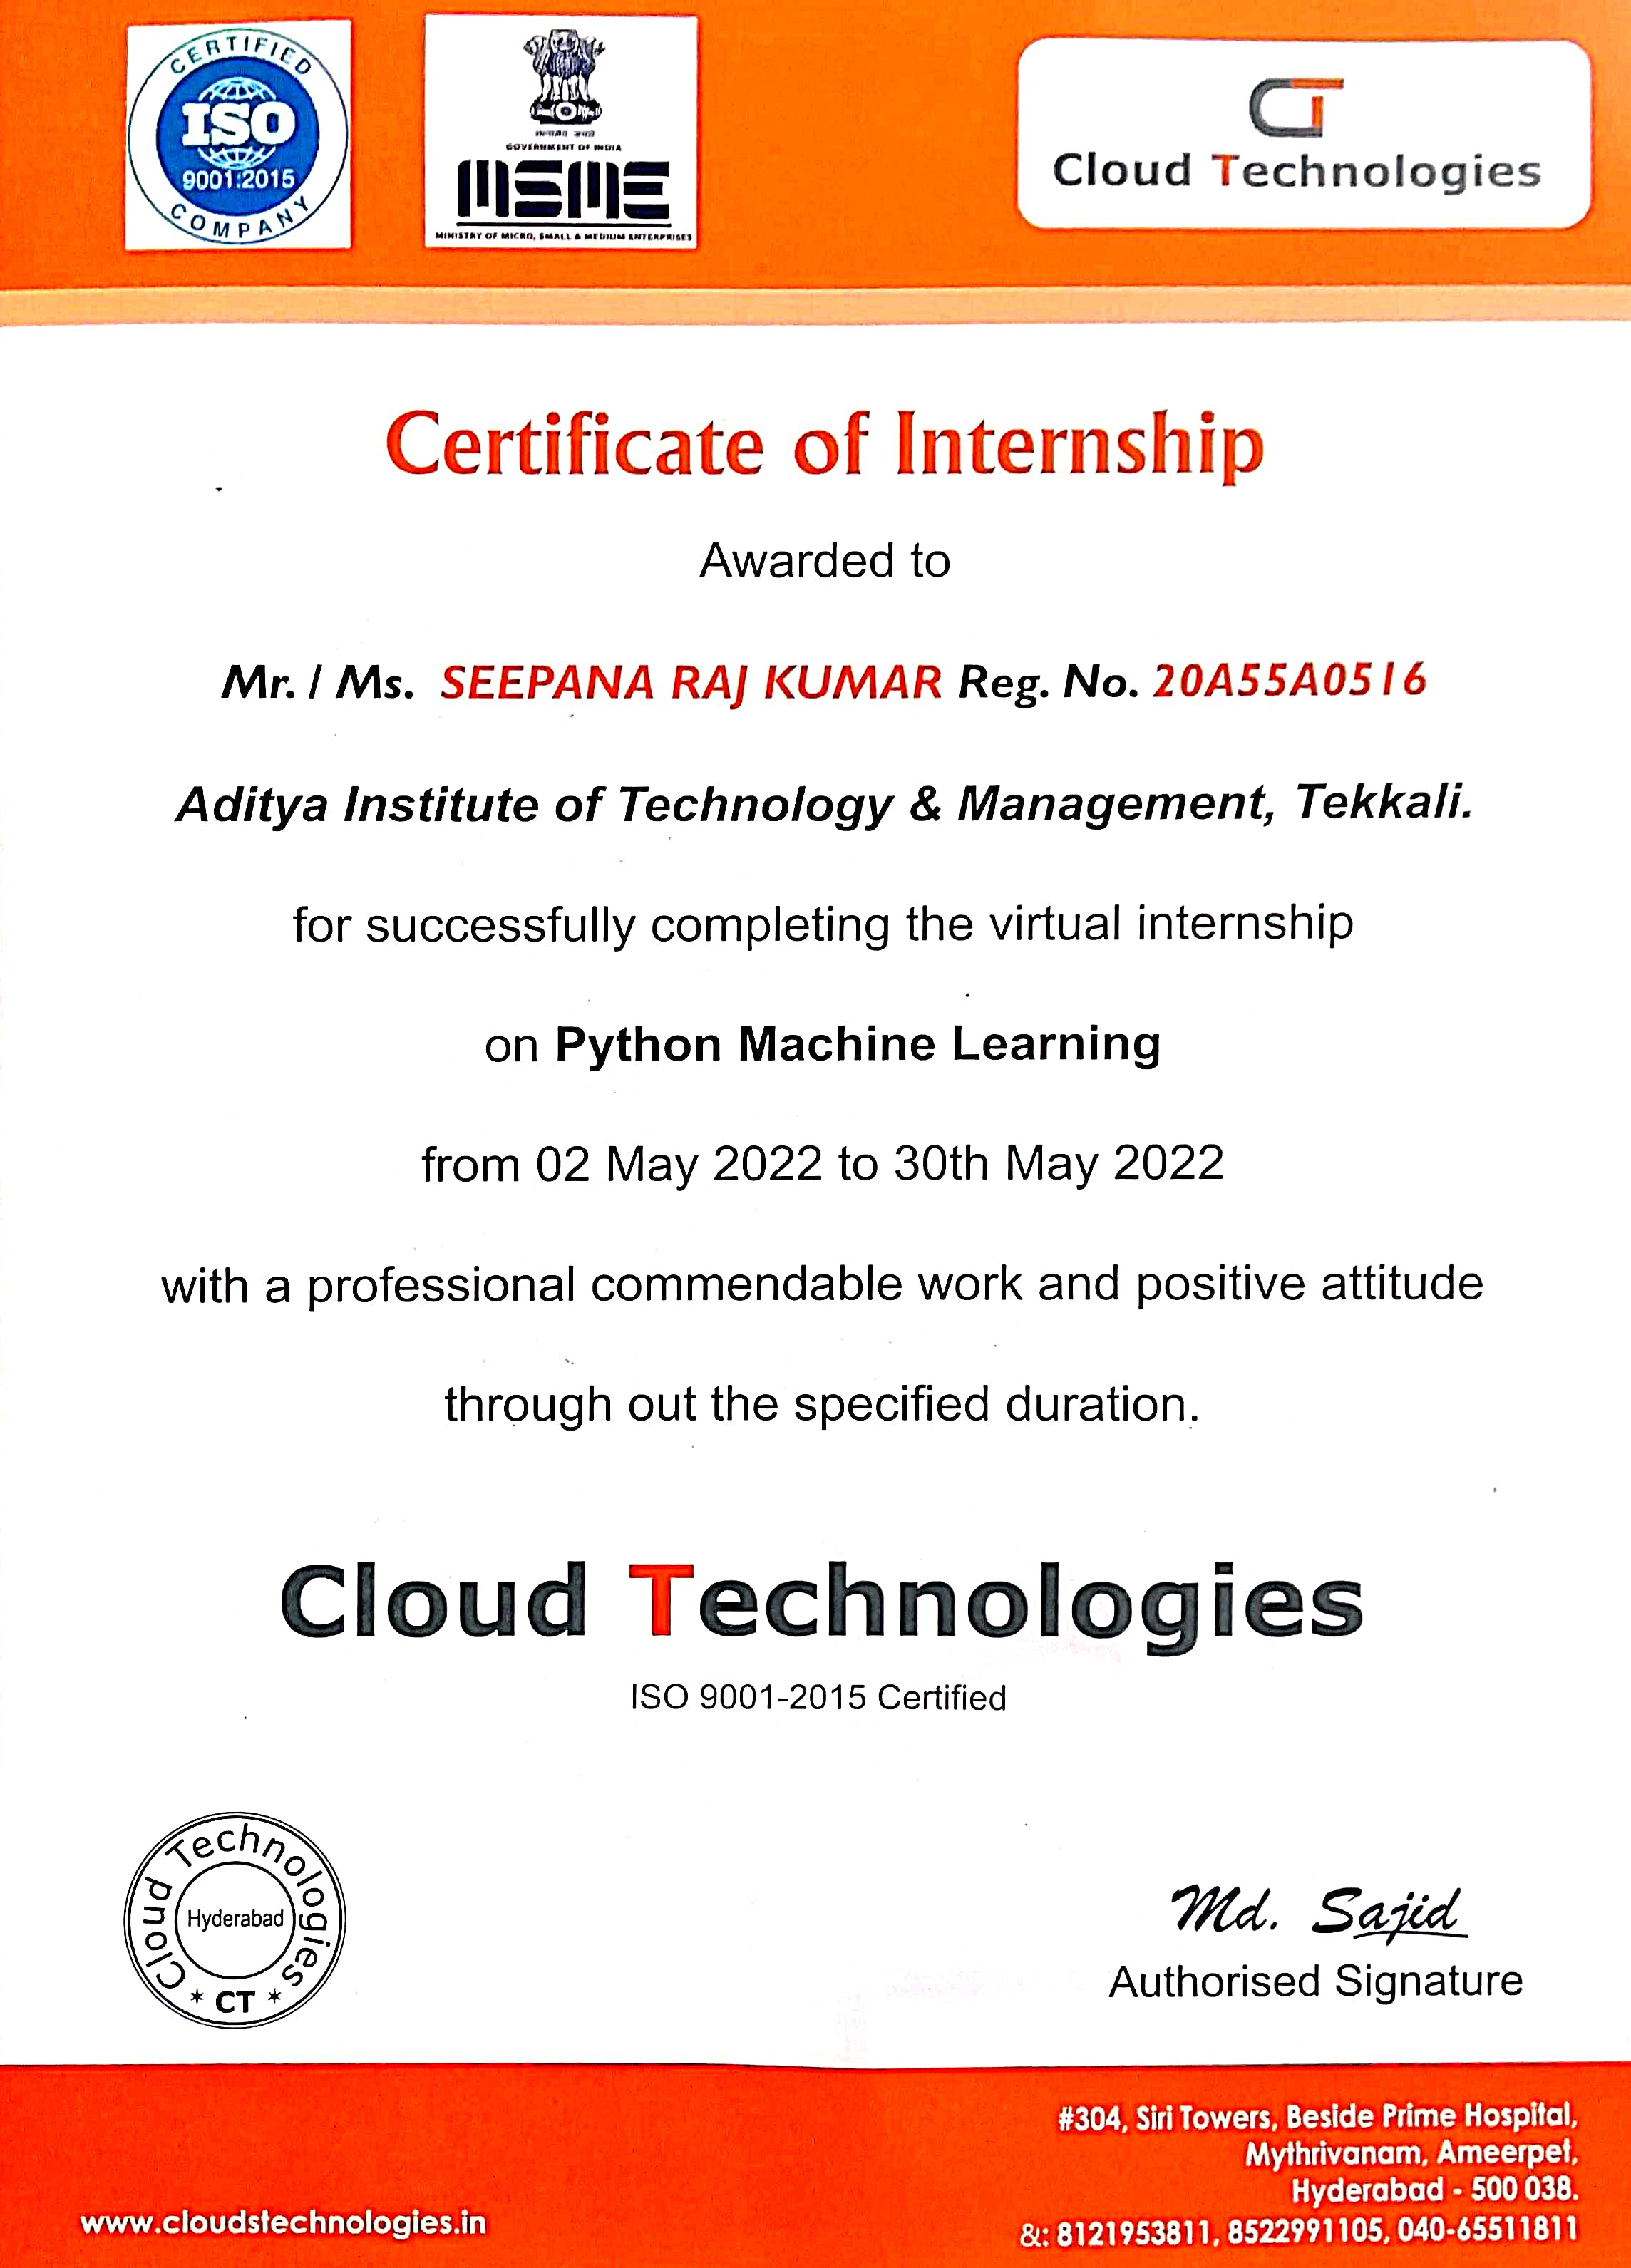 CERTIFIED
ISO
9001:2015
COMPANY
GOVERNMENT OF INDIA
MSME
MINISTRY OF MICRO, SMALL & MEDIUM ENTERPRISES
CT
Cloud Technologies
Certificate of Internship
Awarded to
Mr. / Ms. SEEPANA RAJ KUMAR Reg. No. 20A55A0516
Aditya Institute of Technology & Management, Tekkali.
for successfully completing the virtual internship
on Python Machine Learning
from 02 May 2022 to 30th May 2022
with a professional commendable work and positive attitude
through out the specified duration.
Cloud Technologies
ISO 9001-2015 Certified
Cloud Technologies
Hyderabad
* CT *
Md. Sajid
Authorised Signature
#304, Siri Towers, Beside Prime Hospital,
Mythrivanam, Ameerpet,
Hyderabad - 500 038.
www.cloudstechnologies.in
&: 8121953811, 8522991105, 040-65511811